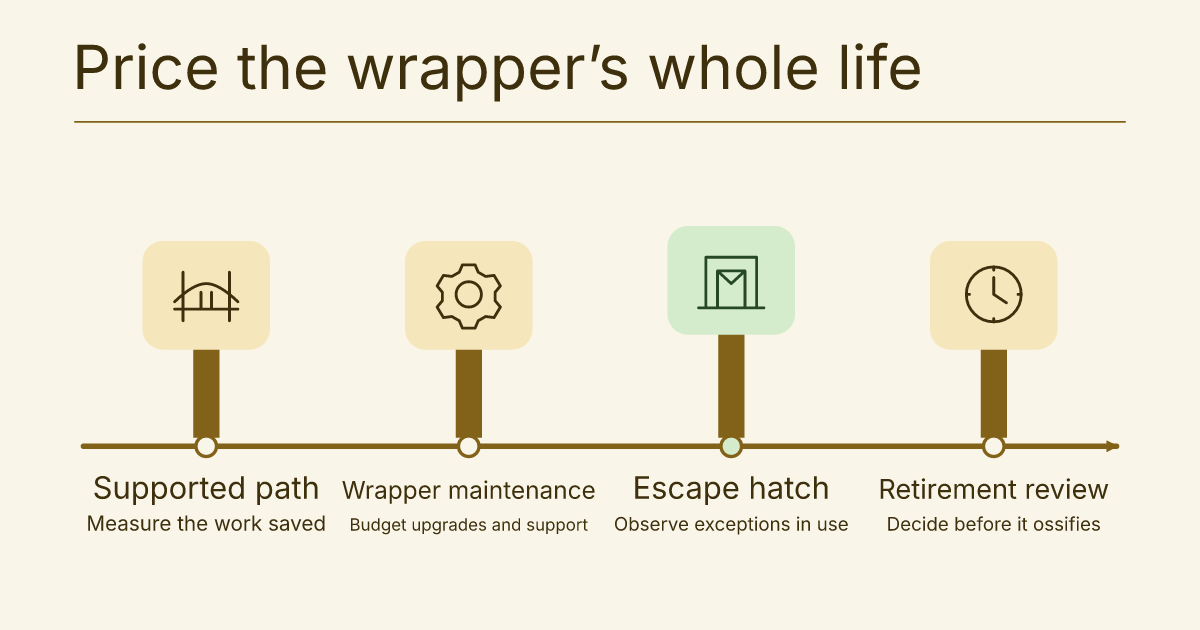 Price the wrapper’s whole life
Supported path
Measure the work saved
Wrapper maintenance
Budget upgrades and support
Escape hatch
Observe exceptions in use
Retirement review
Decide before it ossifies